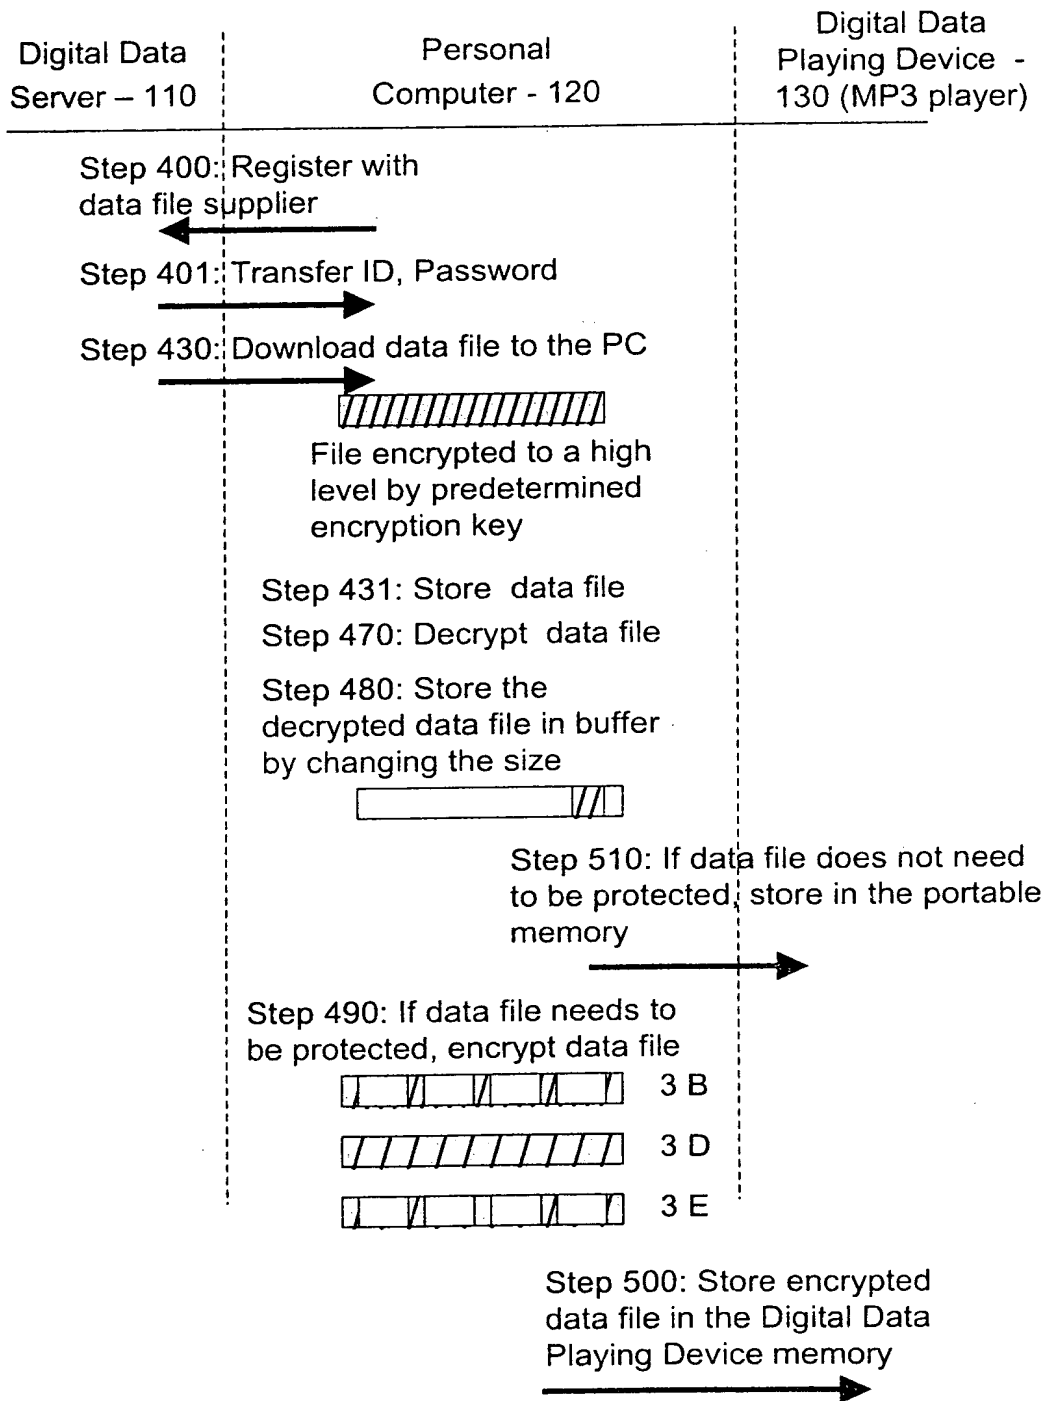 Digital Data
Server – 110
Personal
Computer - 120
Digital Data
Playing Device -
130 (MP3 player)
Step 400: Register with
data file supplier
Step 401: Transfer ID, Password
Step 430: Download data file to the PC
File encrypted to a high
level by predetermined
encryption key
Step 431: Store data file
Step 470: Decrypt data file
Step 480: Store the
decrypted data file in buffer
by changing the size
Step 510: If data file does not need
to be protected, store in the portable
memory
Step 490: If data file needs to
be protected, encrypt data file
3 B
3 D
3 E
Step 500: Store encrypted
data file in the Digital Data
Playing Device memory